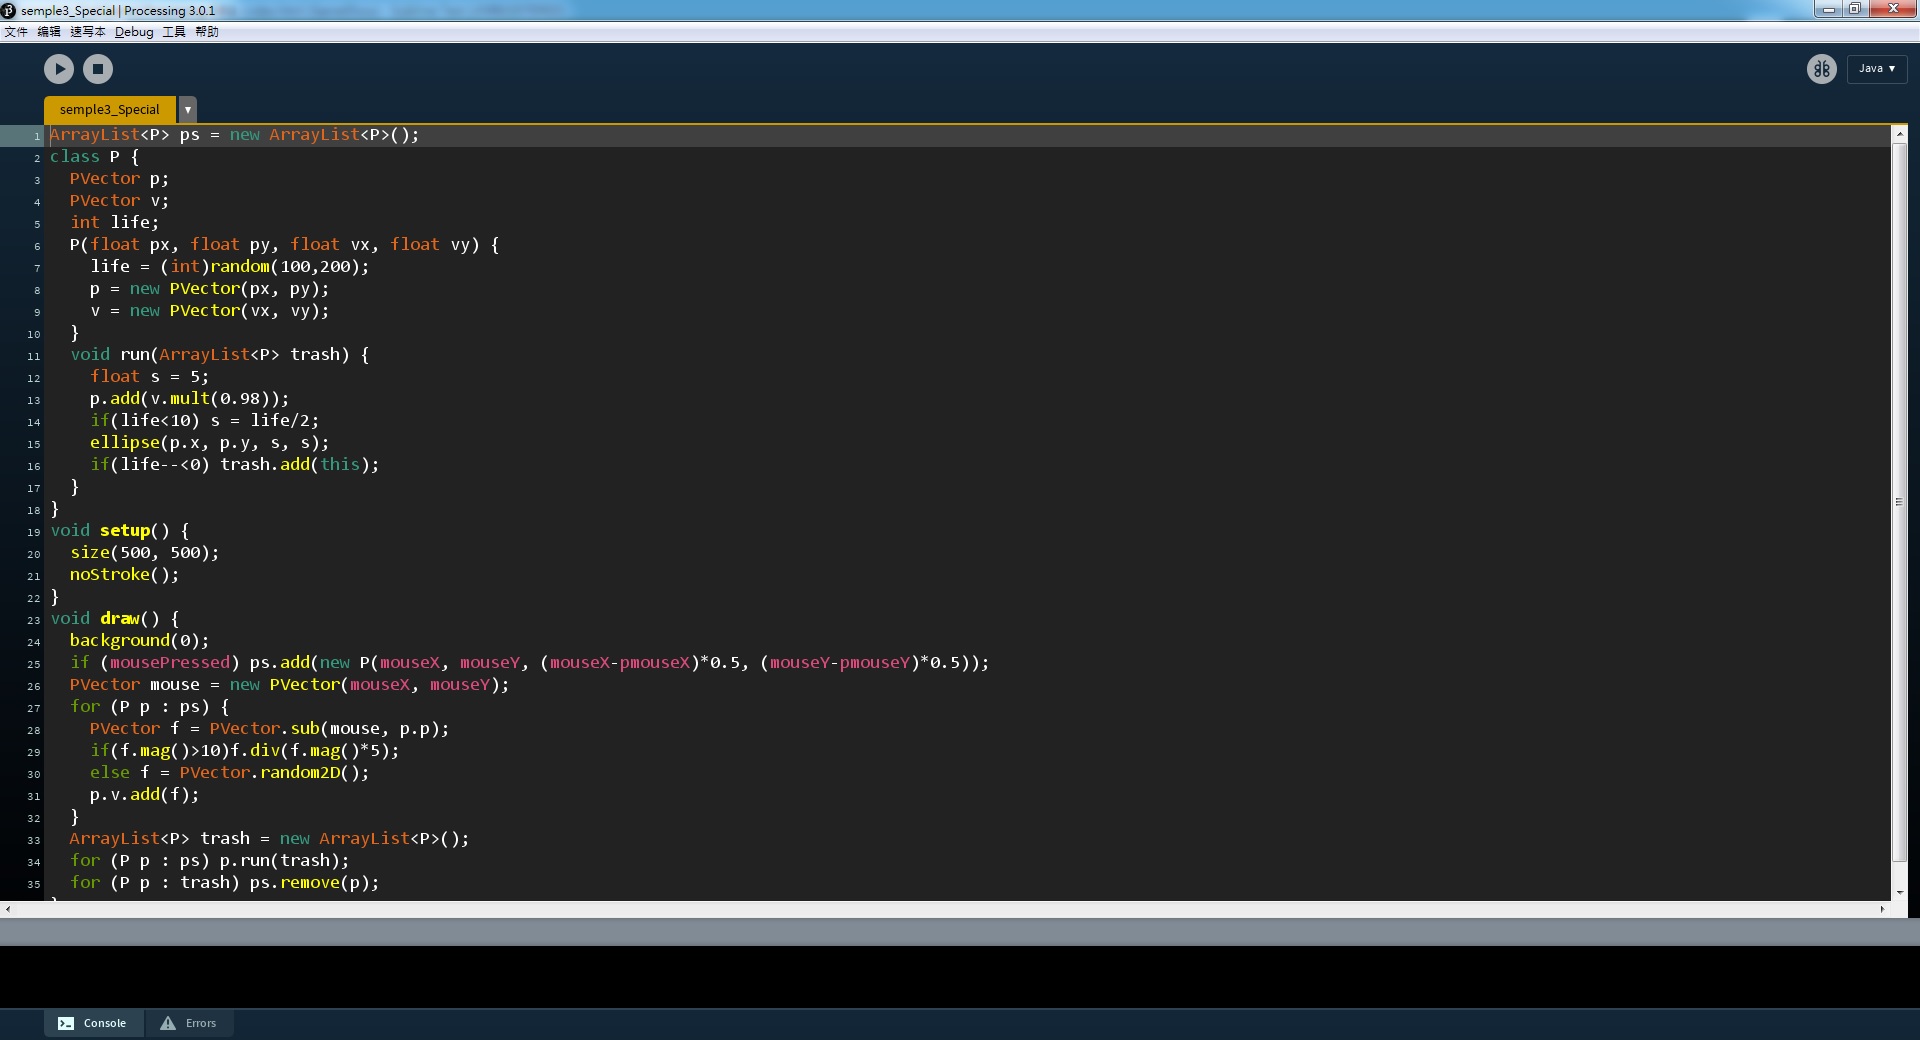 semple3_Special | Processing 3.0.1
文件 编辑 速写本 Debug 工具 帮助
Java ▼
semple3_Special ▼
1 ArrayList<P> ps = new ArrayList<P>();
2 class P {
3 PVector p;
4 PVector v;
5 int life;
6 P(float px, float py, float vx, float vy) {
7 life = (int)random(100,200);
8 p = new PVector(px, py);
9 v = new PVector(vx, vy);
10 }
11 void run(ArrayList<P> trash) {
12 float s = 5;
13 p.add(v.mult(0.98));
14 if(life<10) s = life/2;
15 ellipse(p.x, p.y, s, s);
16 if(life--<0) trash.add(this);
17 }
18 }
19 void setup() {
20 size(500, 500);
21 noStroke();
22 }
23 void draw() {
24 background(0);
25 if (mousePressed) ps.add(new P(mouseX, mouseY, (mouseX-pmouseX)*0.5, (mouseY-pmouseY)*0.5));
26 PVector mouse = new PVector(mouseX, mouseY);
27 for (P p : ps) {
28 PVector f = PVector.sub(mouse, p.p);
29 if(f.mag()>10)f.div(f.mag()*5);
30 else f = PVector.random2D();
31 p.v.add(f);
32 }
33 ArrayList<P> trash = new ArrayList<P>();
34 for (P p : ps) p.run(trash);
35 for (P p : trash) ps.remove(p);
Console Errors